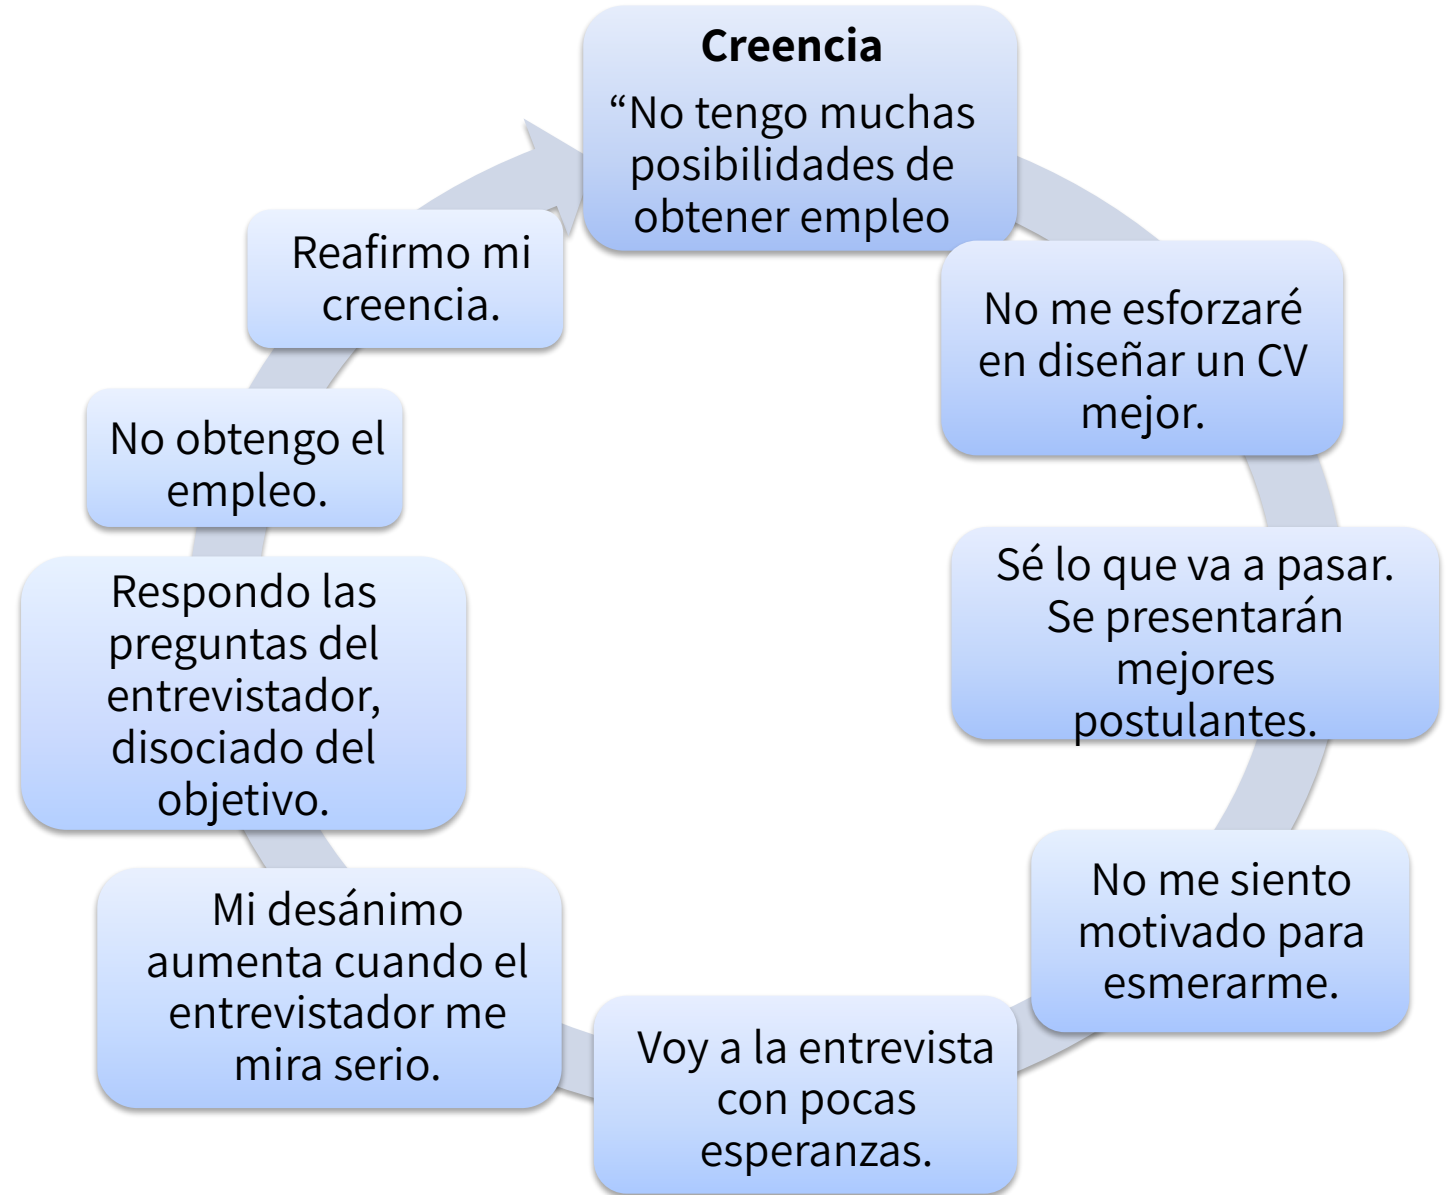 Creencia
“No tengo muchas
posibilidades de
obtener empleo
No me esforzaré
en diseñar un CV
mejor.
Sé lo que va a pasar.
Se presentarán
mejores
postulantes.
No me siento
motivado para
esmerarme.
Voy a la entrevista
con pocas
esperanzas.
Mi desánimo
aumenta cuando el
entrevistador me
mira serio.
Respondo las
preguntas del
entrevistador,
disociado del
objetivo.
No obtengo el
empleo.
Reafirmo mi
creencia.